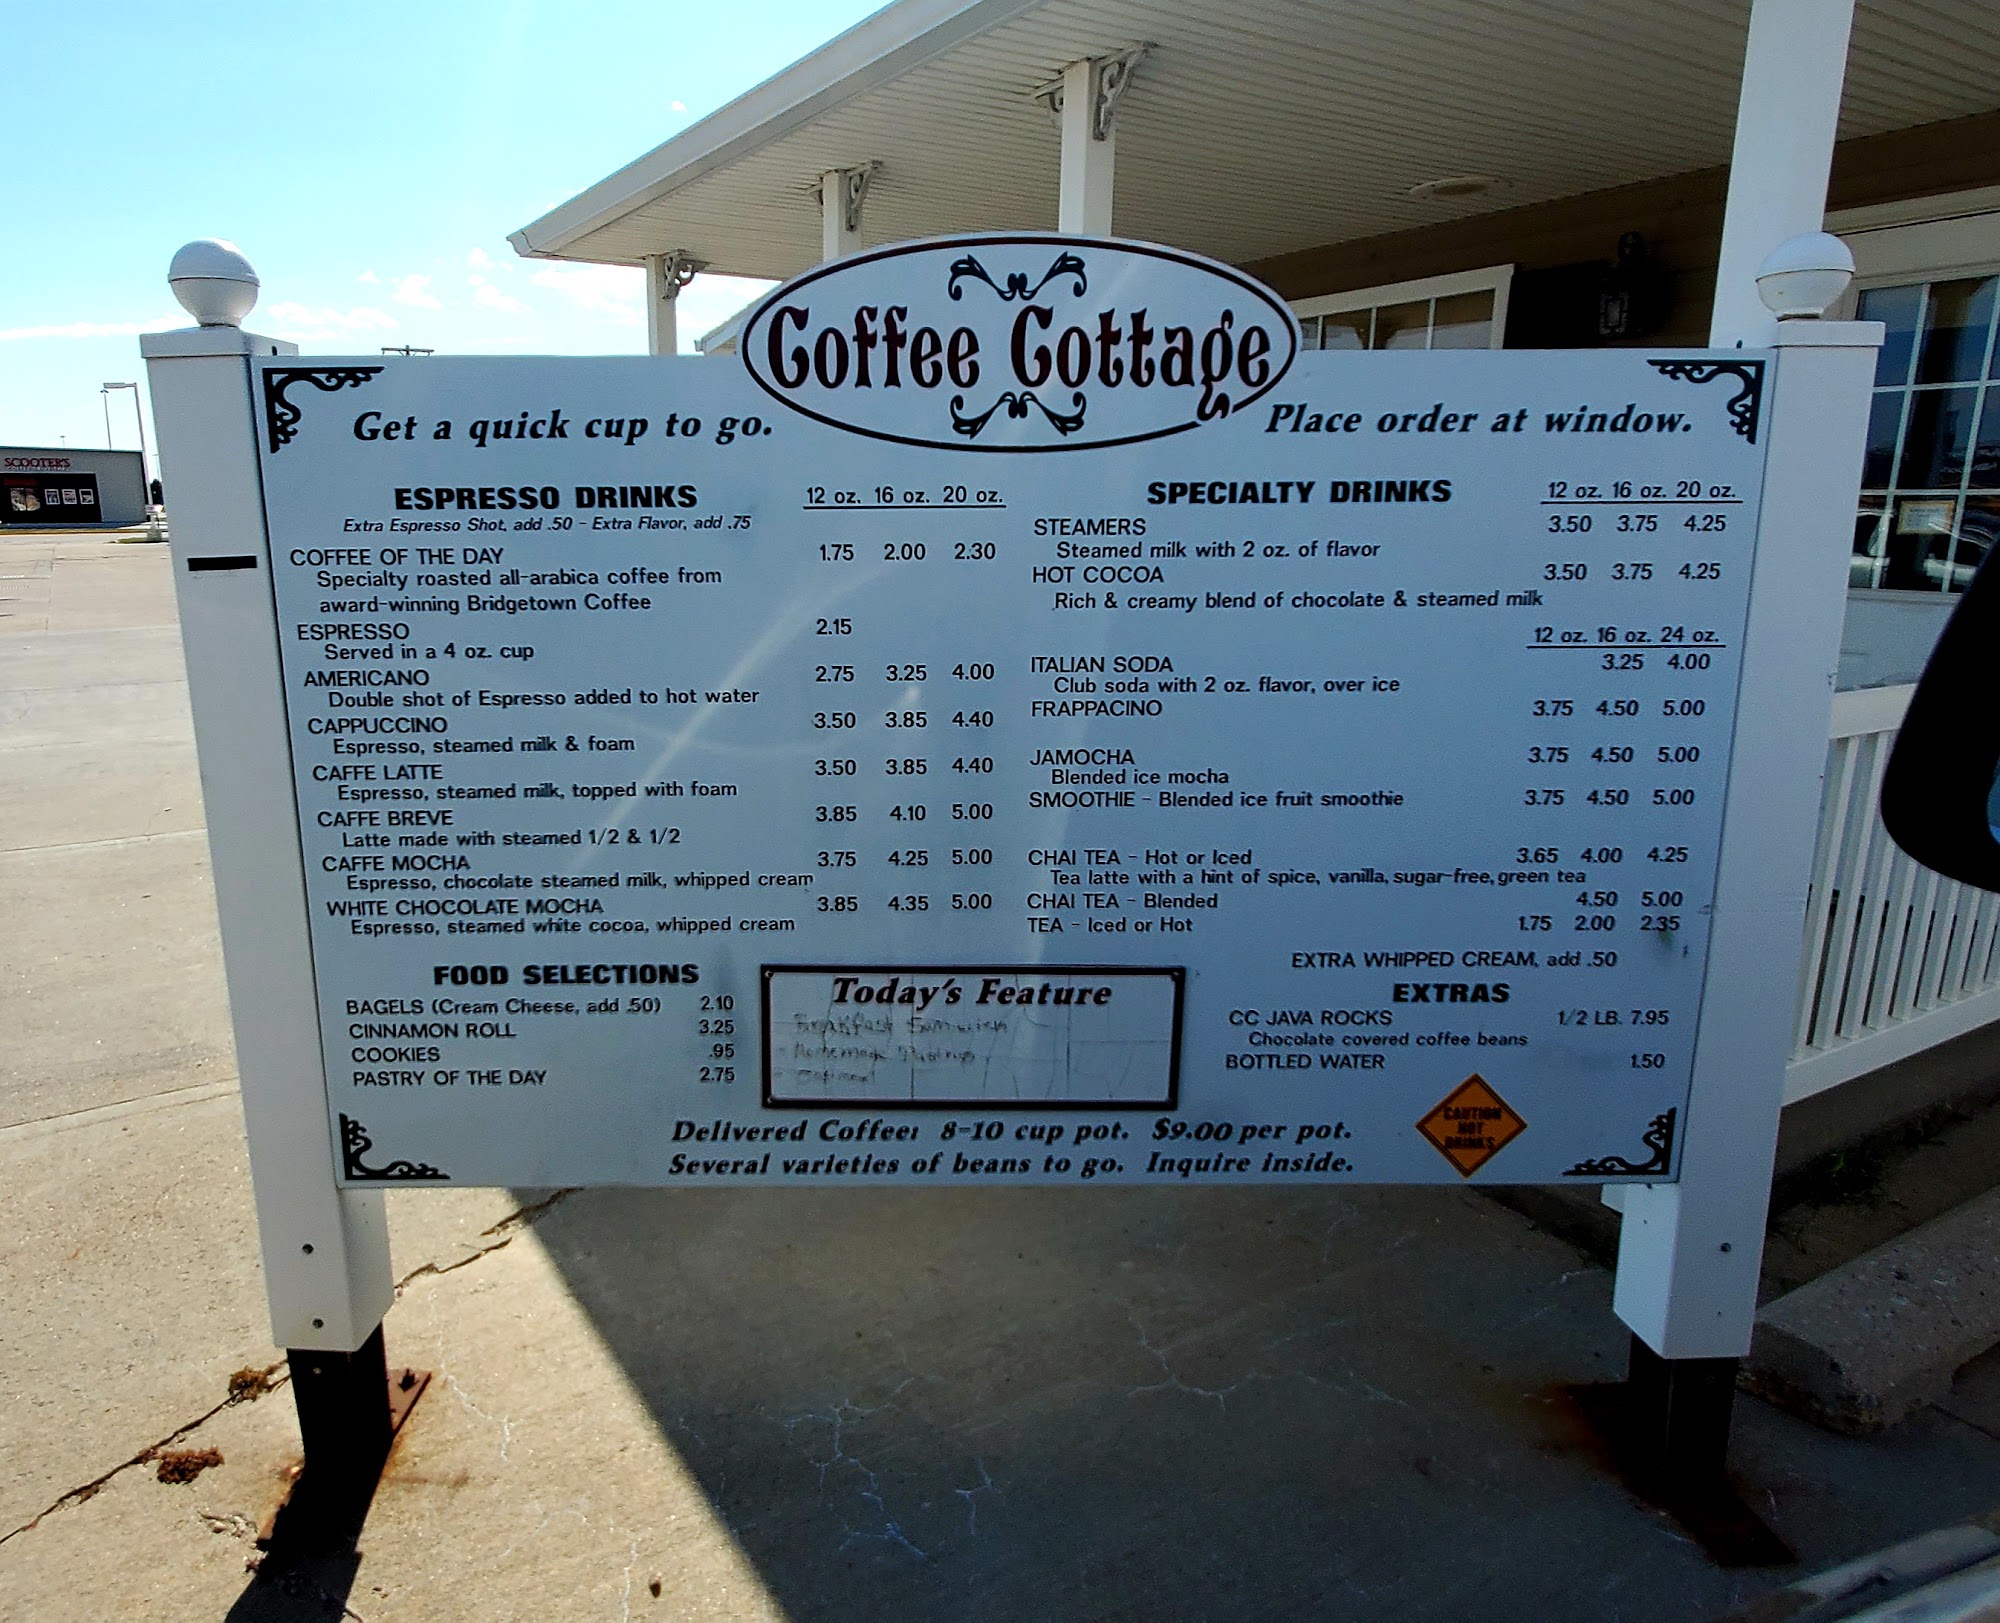 Coffee Cottage
Get a quick cup to go.
Place order at window.
ESPRESSO DRINKS 12 oz. 16 oz. 20 oz.
Extra Espresso Shot, add .50 - Extra Flavor, add .75
COFFEE OF THE DAY 1.75 2.00 2.30
Specialty roasted all-arabica coffee from
award-winning Bridgetown Coffee
ESPRESSO 2.15
Served in a 4 oz. cup
AMERICANO 2.75 3.25 4.00
Double shot of Espresso added to hot water
CAPPUCCINO 3.50 3.85 4.40
Espresso, steamed milk & foam
CAFFE LATTE 3.50 3.85 4.40
Espresso, steamed milk, topped with foam
CAFFE BREVE 3.85 4.10 5.00
Latte made with steamed 1/2 & 1/2
CAFFE MOCHA 3.75 4.25 5.00
Espresso, chocolate steamed milk, whipped cream
WHITE CHOCOLATE MOCHA 3.85 4.35 5.00
Espresso, steamed white cocoa, whipped cream
FOOD SELECTIONS
BAGELS (Cream Cheese, add .50) 2.10
CINNAMON ROLL 3.25
COOKIES .95
PASTRY OF THE DAY 2.75
SPECIALTY DRINKS 12 oz. 16 oz. 20 oz.
STEAMERS 3.50 3.75 4.25
Steamed milk with 2 oz. of flavor
HOT COCOA 3.50 3.75 4.25
Rich & creamy blend of chocolate & steamed milk
12 oz. 16 oz. 24 oz.
ITALIAN SODA 3.25 4.00
Club soda with 2 oz. flavor, over ice
FRAPPACINO 3.75 4.50 5.00
JAMOCHA 3.75 4.50 5.00
Blended ice mocha
SMOOTHIE - Blended ice fruit smoothie 3.75 4.50 5.00
CHAI TEA - Hot or Iced 3.65 4.00 4.25
Tea latte with a hint of spice, vanilla, sugar-free, green tea
CHAI TEA - Blended 4.50 5.00
TEA - Iced or Hot 1.75 2.00 2.35
EXTRA WHIPPED CREAM, add .50
EXTRAS
CC JAVA ROCKS 1/2 LB. 7.95
Chocolate covered coffee beans
BOTTLED WATER 1.50
Today's Feature
Breakfast
Homemade
Delivered Coffee: 8-10 cup pot. $9.00 per pot.
Several varieties of beans to go. Inquire inside.
CAUTION
HOT
DRINKS
SCOOTER'S